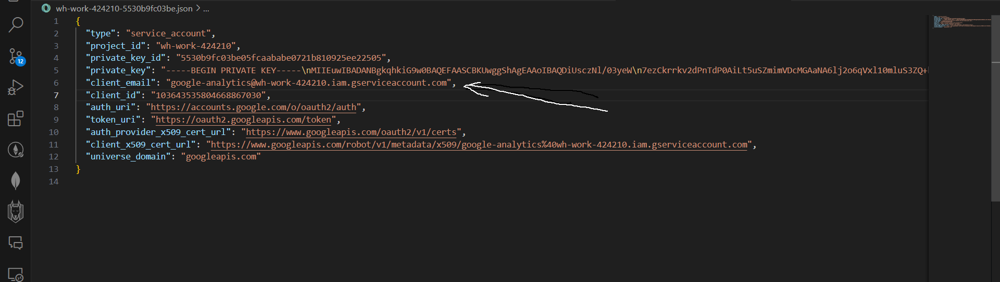 wh-work-424210-5530b9fc03be.json > ...
1 {
2 "type": "service_account",
3 "project_id": "wh-work-424210",
4 "private_key_id": "5530b9fc03be05fcaababe0721b810925ee22505",
5 "private_key": "-----BEGIN PRIVATE KEY-----\nMIIEuwIBADANBgkqhkiG9w0BAQEFAASCBKUwggShAgEAAoIBAQDiUsczNl/03yeW\n7ezCkrrkv2dPnTdP0AiLt5uSZmimVDcMGAaNA6lj2o6qVxl10mluS3ZQ+
6 "client_email": "google-analytics@wh-work-424210.iam.gserviceaccount.com",
7 "client_id": "103643535804668867030",
8 "auth_uri": "https://accounts.google.com/o/oauth2/auth",
9 "token_uri": "https://oauth2.googleapis.com/token",
10 "auth_provider_x509_cert_url": "https://www.googleapis.com/oauth2/v1/certs",
11 "client_x509_cert_url": "https://www.googleapis.com/robot/v1/metadata/x509/google-analytics%40wh-work-424210.iam.gserviceaccount.com",
12 "universe_domain": "googleapis.com"
13 }
14
12